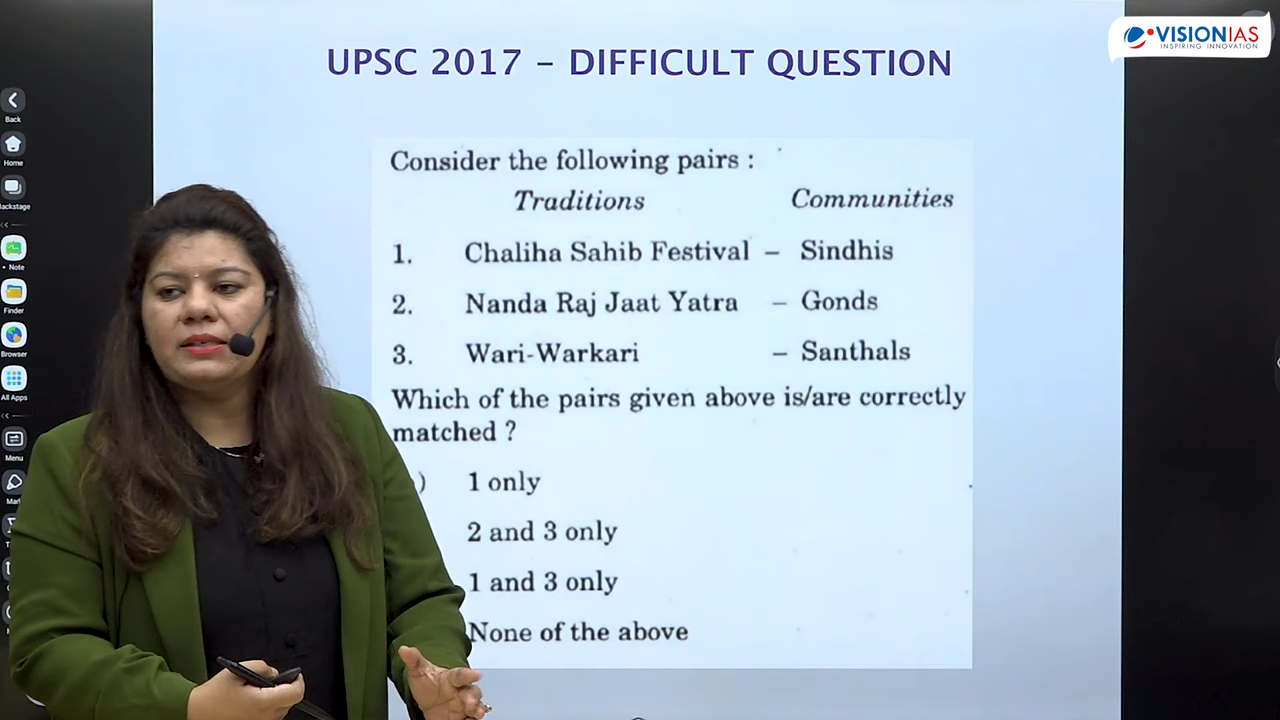 VISIONIAS
INSPIRING INNOVATION
UPSC 2017 – DIFFICULT QUESTION
Back
Home
Backstage
Note
Finder
Browser
All Apps
Menu
Consider the following pairs :
Traditions Communities
1. Chaliha Sahib Festival – Sindhis
2. Nanda Raj Jaat Yatra – Gonds
3. Wari-Warkari – Santhals
Which of the pairs given above is/are correctly
matched ?
) 1 only
2 and 3 only
1 and 3 only
None of the above